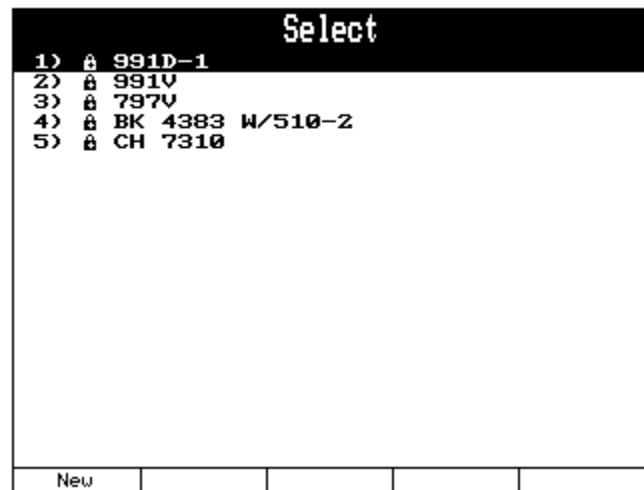 Select
1) 991D-1
2) 991V
3) 797V
4) BK 4383 W/510-2
5) CH 7310
New